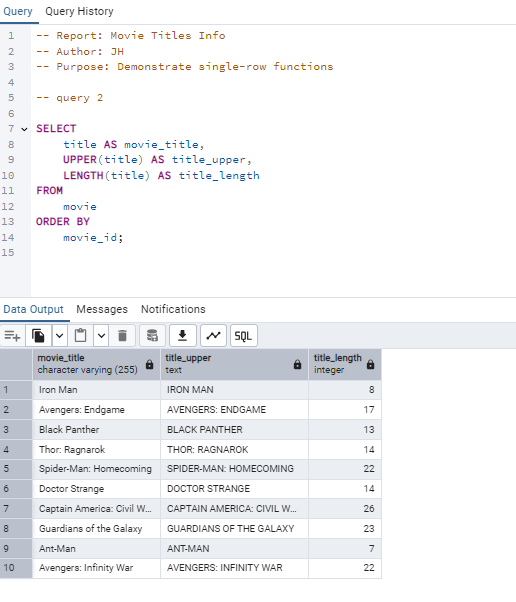 Query Query History
1 -- Report: Movie Titles Info
2 -- Author: JH
3 -- Purpose: Demonstrate single-row functions
4
5 -- query 2
6
7 SELECT
8 title AS movie_title,
9 UPPER(title) AS title_upper,
10 LENGTH(title) AS title_length
11 FROM
12 movie
13 ORDER BY
14 movie_id;
15
Data Output Messages Notifications
SQL
movie_title title_upper title_length
character varying (255) text integer
1 Iron Man IRON MAN 8
2 Avengers: Endgame AVENGERS: ENDGAME 17
3 Black Panther BLACK PANTHER 13
4 Thor: Ragnarok THOR: RAGNAROK 14
5 Spider-Man: Homecoming SPIDER-MAN: HOMECOMING 22
6 Doctor Strange DOCTOR STRANGE 14
7 Captain America: Civil W... CAPTAIN AMERICA: CIVIL W... 26
8 Guardians of the Galaxy GUARDIANS OF THE GALAXY 23
9 Ant-Man ANT-MAN 7
10 Avengers: Infinity War AVENGERS: INFINITY WAR 22